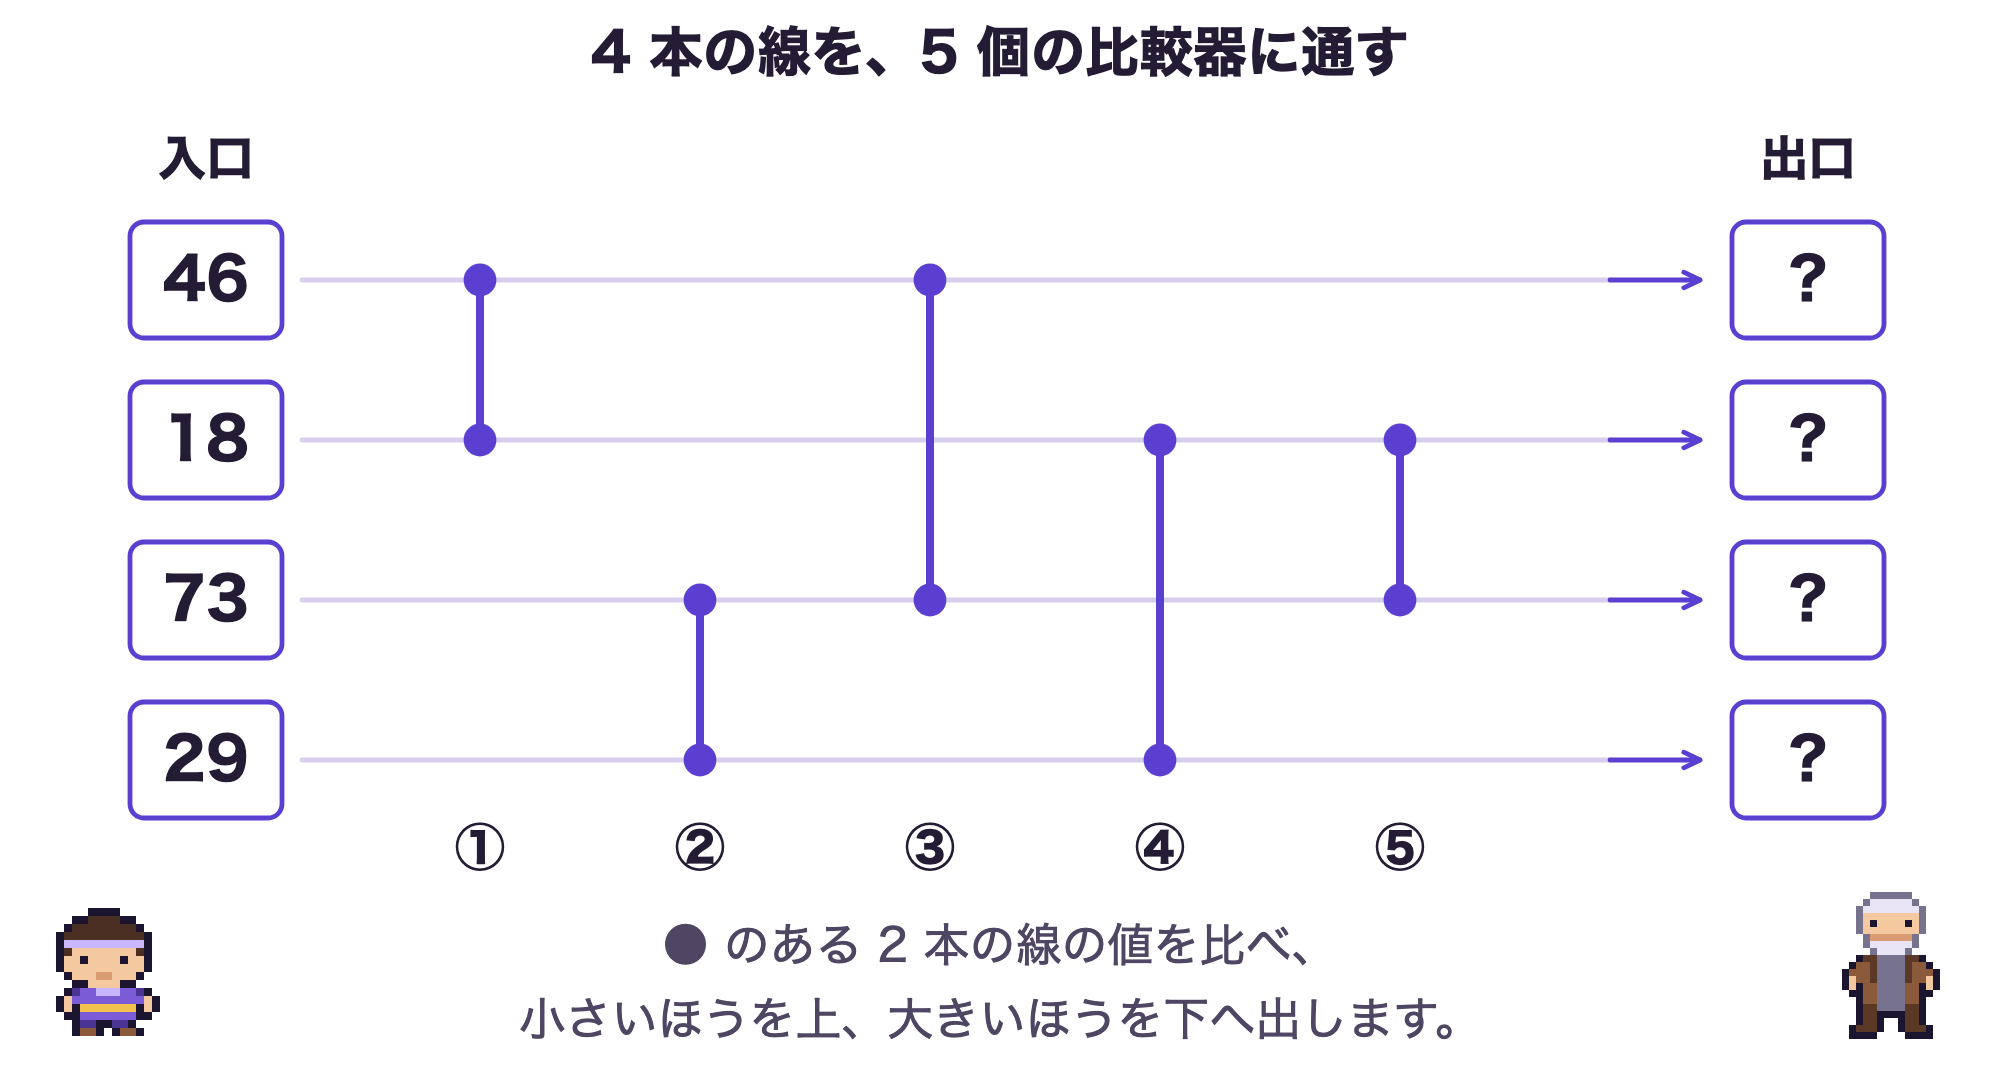 4 本の線を、5 個の比較器に通す
入口
出口
46
?
18
?
73
?
29
?
① ② ③ ④ ⑤
● のある 2 本の線の値を比べ、
小さいほうを上、大きいほうを下へ出します。